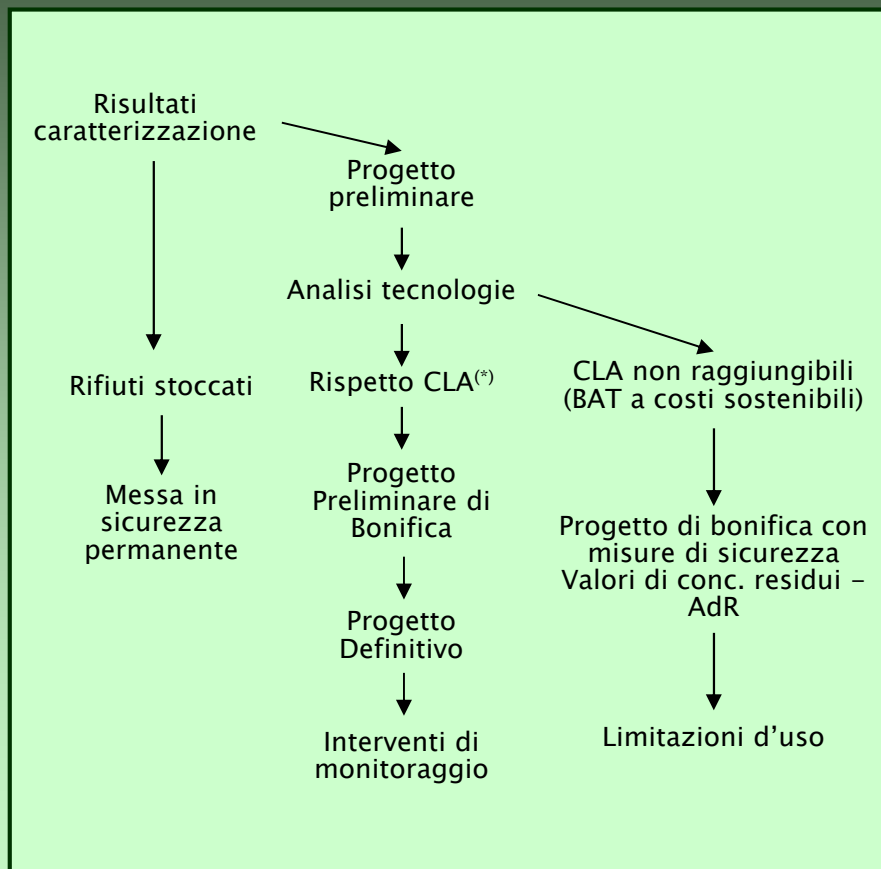 Risultati
caratterizzazione
Progetto
preliminare
Analisi tecnologie
Rifiuti stoccati
Messa in
sicurezza
permanente
Rispetto CLA(*)
Progetto
Preliminare di
Bonifica
Progetto
Definitivo
Interventi di
monitoraggio
CLA non raggiungibili
(BAT a costi sostenibili)
Progetto di bonifica con
misure di sicurezza
Valori di conc. residui –
AdR
Limitazioni d’uso